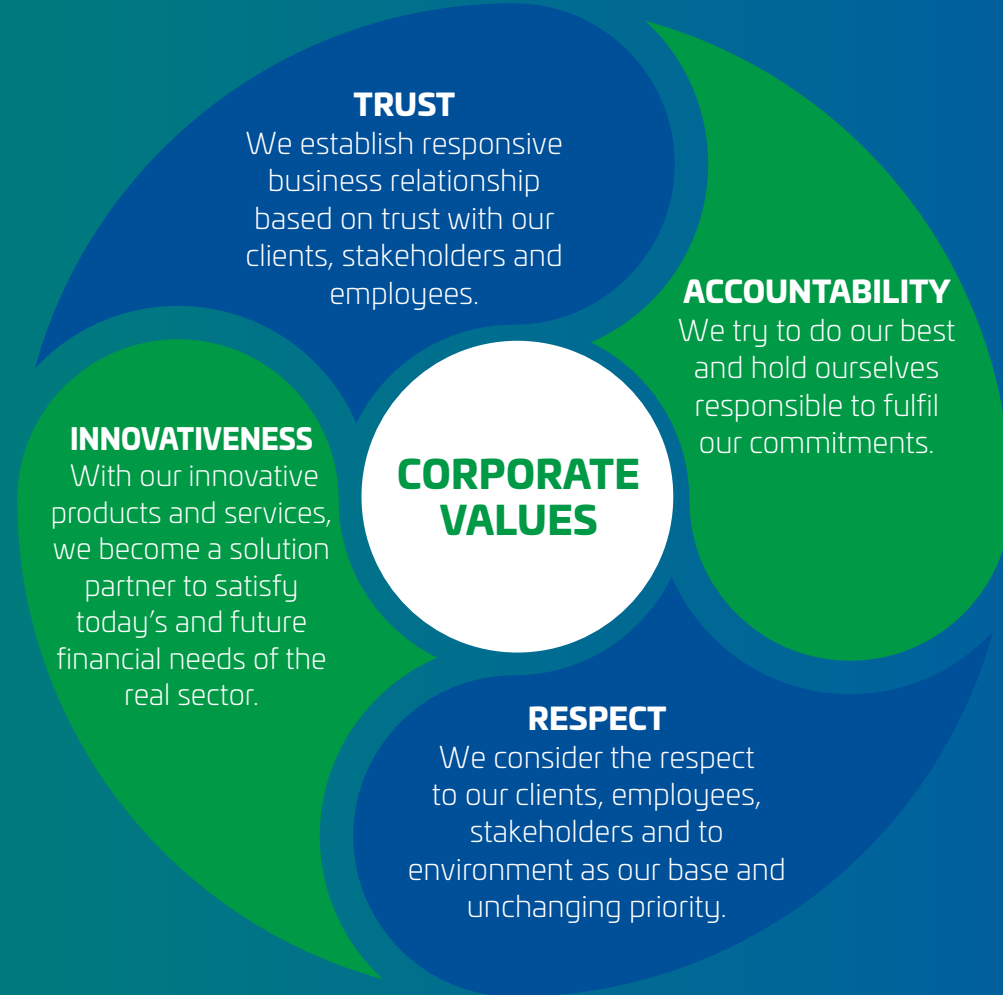 TRUST
We establish responsive
business relationship
based on trust with our
clients, stakeholders and
employees.
ACCOUNTABILITY
We try to do our best
and hold ourselves
responsible to fulfil
our commitments.
INNOVATIVENESS
With our innovative
products and services,
we become a solution
partner to satisfy
today's and future
financial needs of the
real sector.
CORPORATE
VALUES
RESPECT
We consider the respect
to our clients, employees,
stakeholders and to
environment as our base and
unchanging priority.